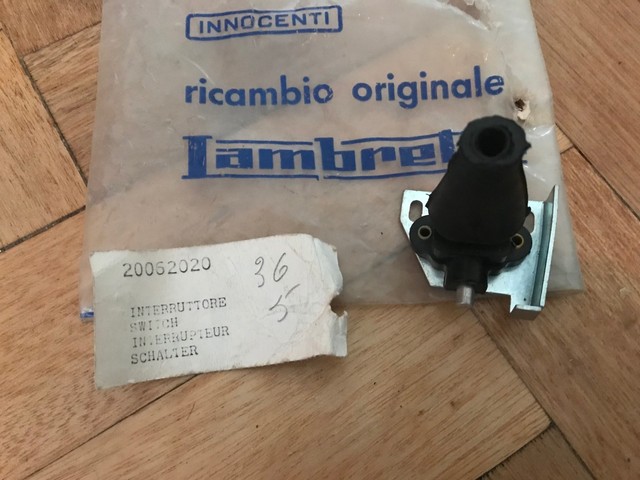 INNOCENTI
ricambio originale
20062020
36
5
INTERRUTTORE
SWITCH
INTERRUPTEUR
SCHALTER